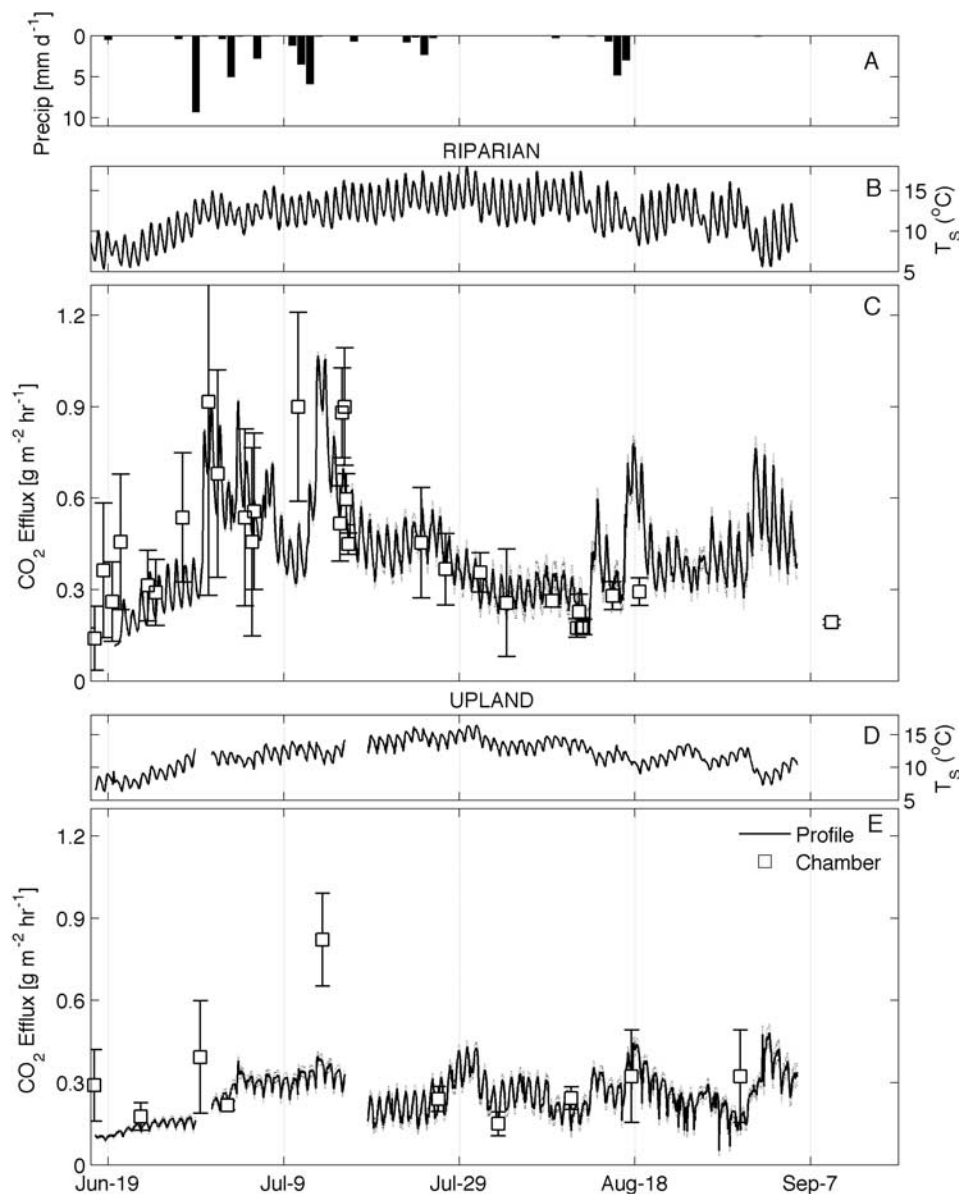 0
5
10
Precip [mm d⁻¹]
A
RIPARIAN
B
15
10
5
T_S (°C)
C
1.2
0.9
0.6
0.3
0
CO₂ Efflux [g m⁻² hr⁻¹]
UPLAND
D
15
10
5
T_S (°C)
E
Profile
Chamber
1.2
0.9
0.6
0.3
0
CO₂ Efflux [g m⁻² hr⁻¹]
Jun-19 Jul-9 Jul-29 Aug-18 Sep-7